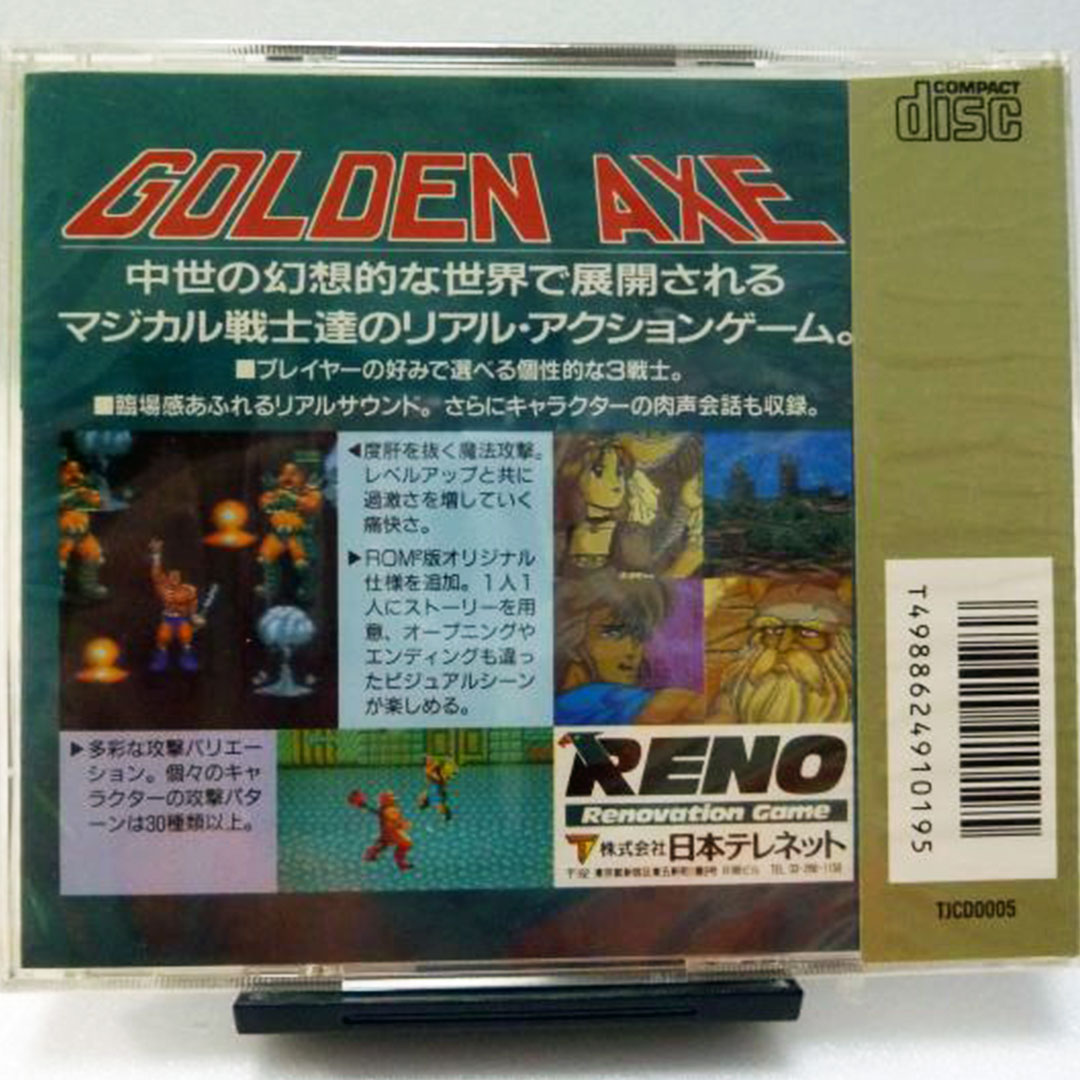 COMPACT
disc
GOLDEN AXE
中世の幻想的な世界で展開される
マジカル戦士達のリアル・アクションゲーム。
■プレイヤーの好みで選べる個性的な3戦士。
■臨場感あふれるリアルサウンド。さらにキャラクターの肉声会話も収録。
◀度肝を抜く魔法攻撃。
レベルアップと共に
過激さを増していく
痛快さ。
▶ROM²版オリジナル
仕様を追加。1人1
人にストーリーを用
意、オープニングや
エンディングも違っ
たビジュアルシーン
が楽しめる。
▶多彩な攻撃バリエー
ション。個々のキャ
ラクターの攻撃パタ
ーンは30種類以上。
RENO
Renovation Game
株式会社日本テレネット
T4988624910195
TJCD0005